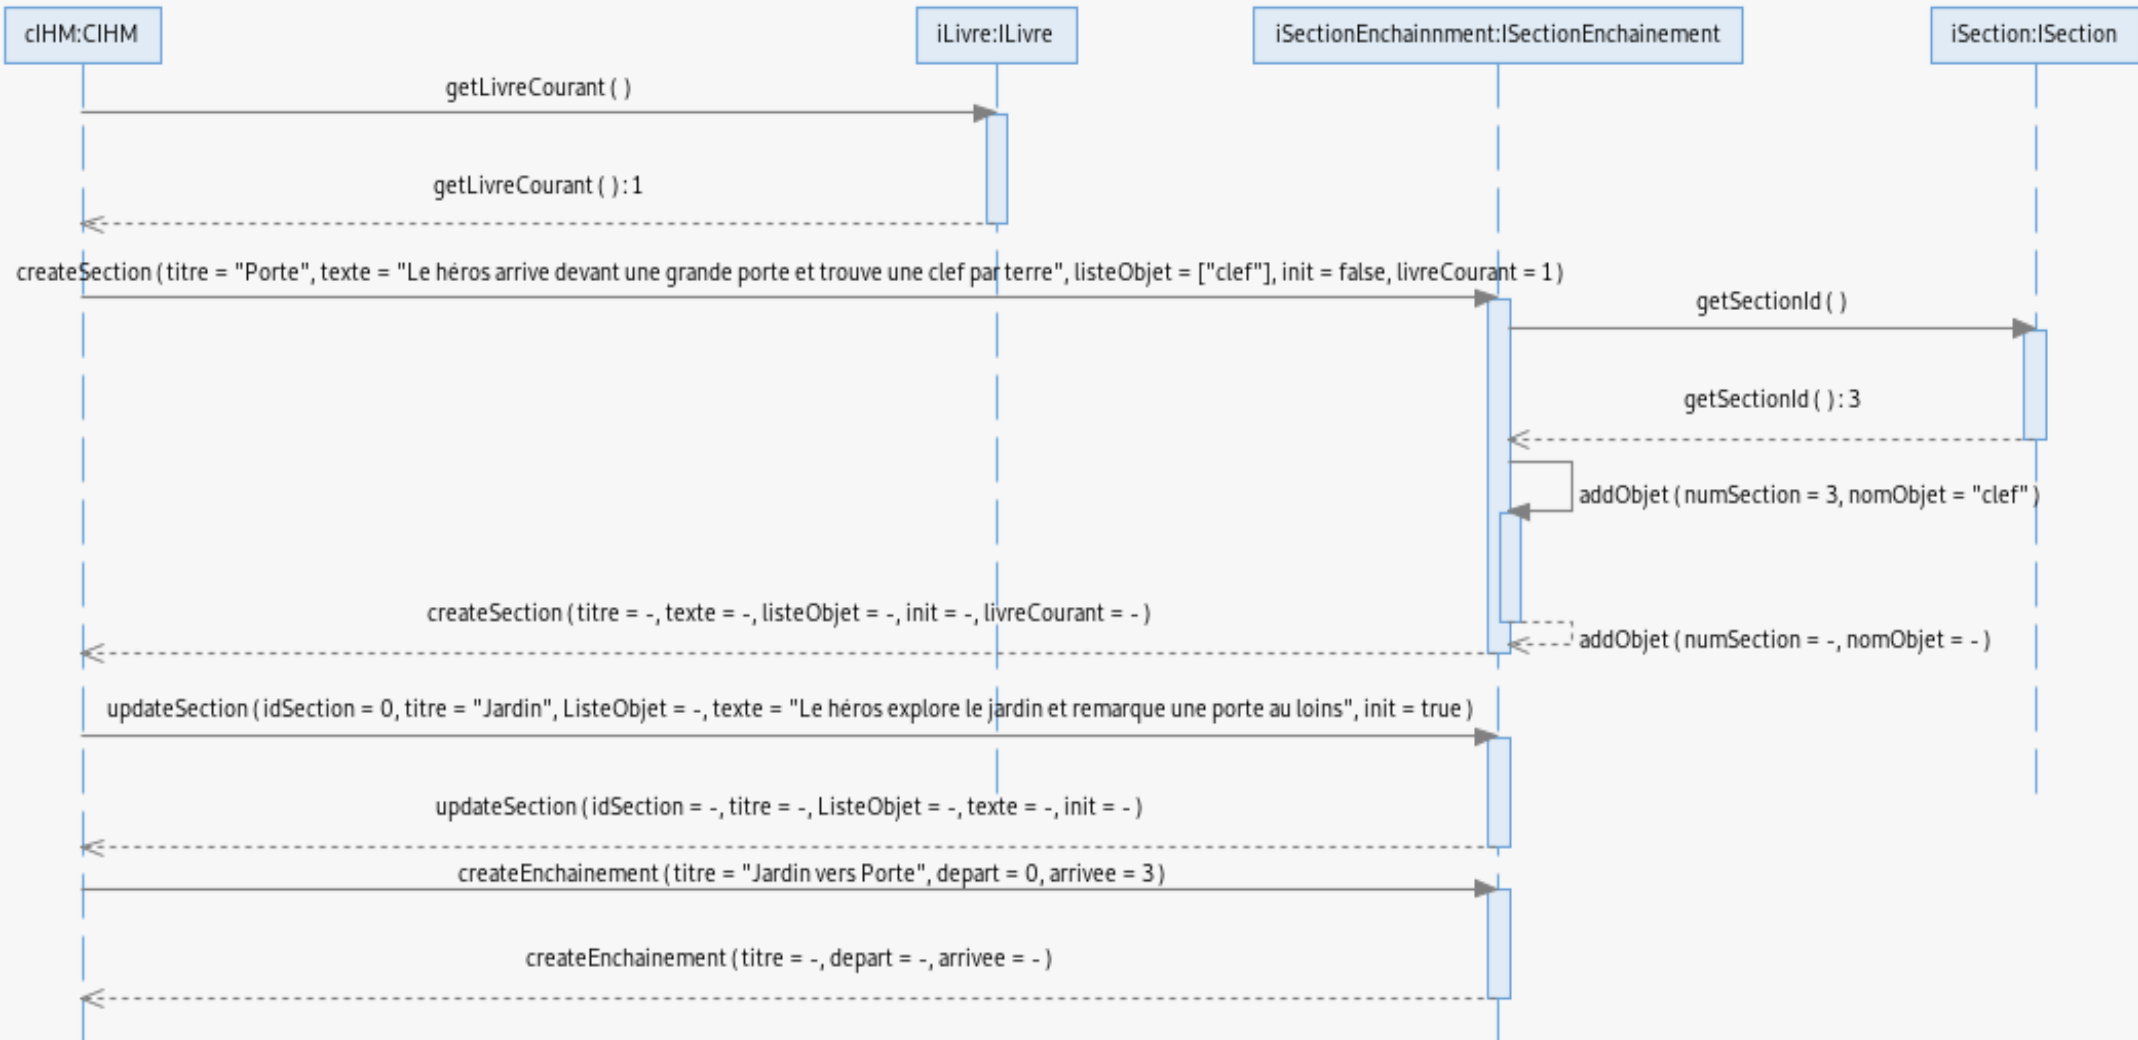 cIHM:CIHM
iLivre:ILivre
iSectionEnchainnment:ISectionEnchainement
iSection:ISection
getLivreCourant ( )
getLivreCourant ( ) : 1
createSection ( titre = "Porte", texte = "Le héros arrive devant une grande porte et trouve une clef par terre", listeObjet = ["clef"], init = false, livreCourant = 1 )
getSectionId ( )
getSectionId ( ) : 3
addObjet ( numSection = 3, nomObjet = "clef" )
createSection ( titre = -, texte = -, listeObjet = -, init = -, livreCourant = - )
addObjet ( numSection = -, nomObjet = - )
updateSection ( idSection = 0, titre = "Jardin", ListeObjet = -, texte = "Le héros explore le jardin et remarque une porte au loins", init = true )
updateSection ( idSection = -, titre = -, ListeObjet = -, texte = -, init = - )
createEnchainement ( titre = "Jardin vers Porte", depart = 0, arrivee = 3 )
createEnchainement ( titre = -, depart = -, arrivee = - )